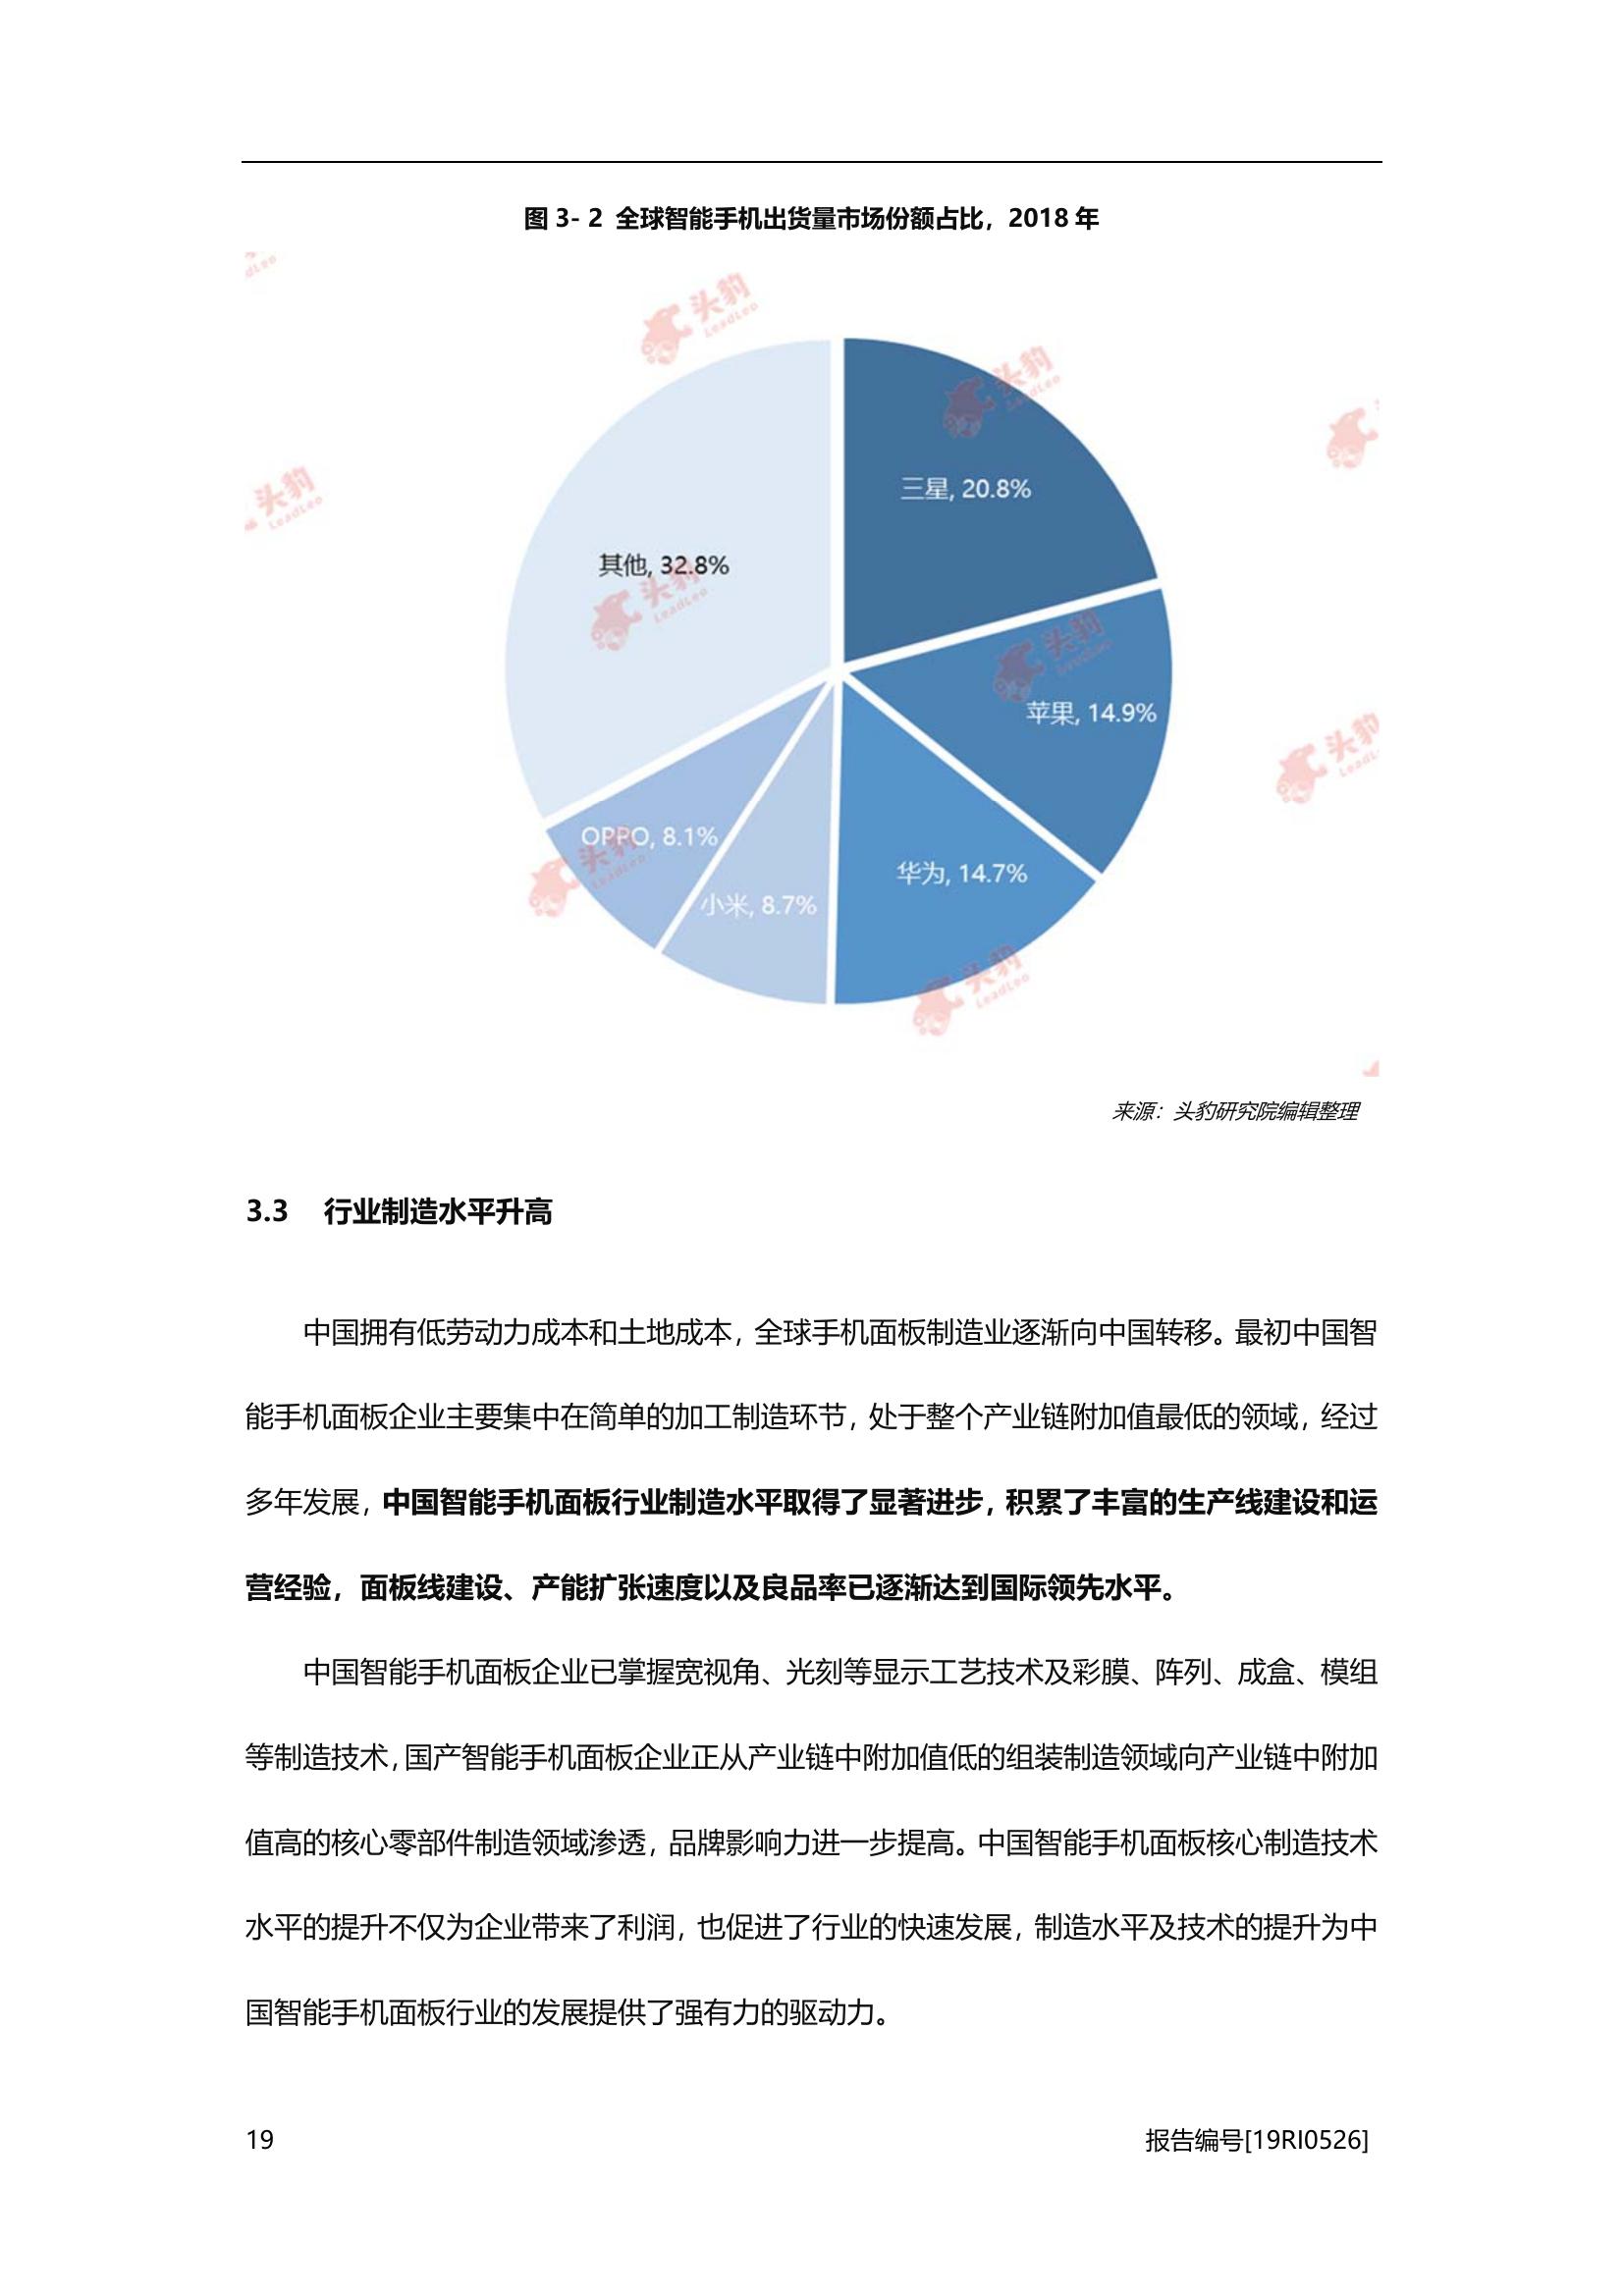 图 3- 2 全球智能手机出货量市场份额占比，2018 年
头豹
LeadLeo
三星, 20.8%
其他, 32.8%
苹果, 14.9%
OPPO, 8.1%
华为, 14.7%
小米, 8.7%
来源：头豹研究院编辑整理
3.3 行业制造水平升高
中国拥有低劳动力成本和土地成本，全球手机面板制造业逐渐向中国转移。最初中国智
能手机面板企业主要集中在简单的加工制造环节，处于整个产业链附加值最低的领域，经过
多年发展，中国智能手机面板行业制造水平取得了显著进步，积累了丰富的生产线建设和运
营经验，面板线建设、产能扩张速度以及良品率已逐渐达到国际领先水平。
中国智能手机面板企业已掌握宽视角、光刻等显示工艺技术及彩膜、阵列、成盒、模组
等制造技术，国产智能手机面板企业正从产业链中附加值低的组装制造领域向产业链中附加
值高的核心零部件制造领域渗透，品牌影响力进一步提高。中国智能手机面板核心制造技术
水平的提升不仅为企业带来了利润，也促进了行业的快速发展，制造水平及技术的提升为中
国智能手机面板行业的发展提供了强有力的驱动力。
19 报告编号[19RI0526]